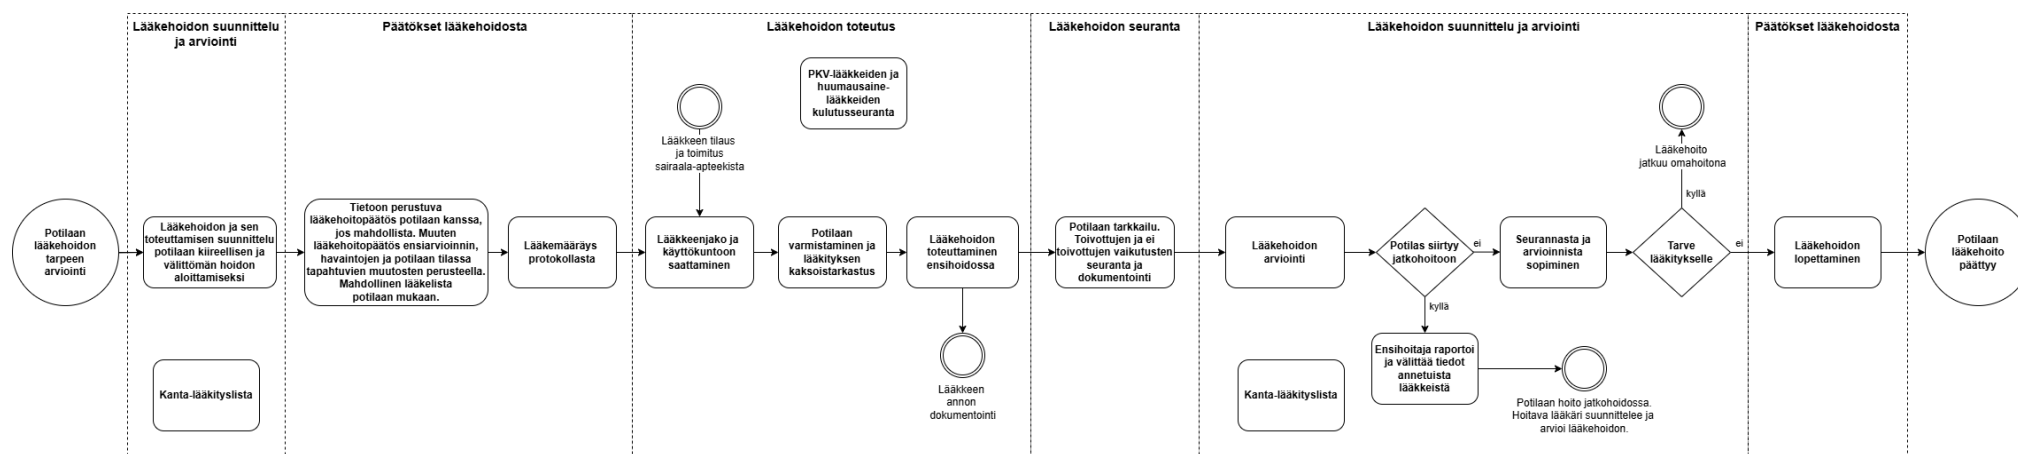 Lääkehoidon suunnittelu
ja arviointi
Päätökset lääkehoidosta
Lääkehoidon toteutus
Lääkehoidon seuranta
Lääkehoidon suunnittelu ja arviointi
Päätökset lääkehoidosta
Potilaan
lääkehoidon
tarpeen
arviointi
Lääkehoidon ja sen
toteuttamisen suunnittelu
potilaan kiireellisen ja
välittömän hoidon
aloittamiseksi
Kanta-lääkityslista
Tietoon perustuva
lääkehoitopäätös potilaan kanssa,
jos mahdollista. Muuten
lääkehoitopäätös ensiarvioinnin,
havaintojen ja potilaan tilassa
tapahtuvien muutosten perusteella.
Mahdollinen lääkelista
potilaan mukaan.
Lääkemääräys
protokollasta
Lääkkeen tilaus
ja toimitus
sairaala-apteekista
Lääkkeenjako ja
käyttökuntoon
saattaminen
PKV-lääkkeiden ja
huumausaine-
lääkkeiden
kulutusseuranta
Potilaan
varmistaminen ja
lääkityksen
kaksoistarkastus
Lääkehoidon
toteuttaminen
ensihoidossa
Lääkkeen
annon
dokumentointi
Potilaan tarkkailu.
Toivottujen ja ei
toivottujen vaikutusten
seuranta ja
dokumentointi
Lääkehoidon
arviointi
Kanta-lääkityslista
Potilas siirtyy
jatkohoitoon
ei
kyllä
Ensihoitaja raportoi
ja välittää tiedot
annetuista
lääkkeistä
Potilaan hoito jatkohoidossa.
Hoitava lääkäri suunnittelee ja
arvioi lääkehoidon.
Seurannasta ja
arvioinnista
sopiminen
Lääkehoito
jatkuu omahoitona
kyllä
Tarve
lääkitykselle
ei
Lääkehoidon
lopettaminen
Potilaan
lääkehoito
päättyy